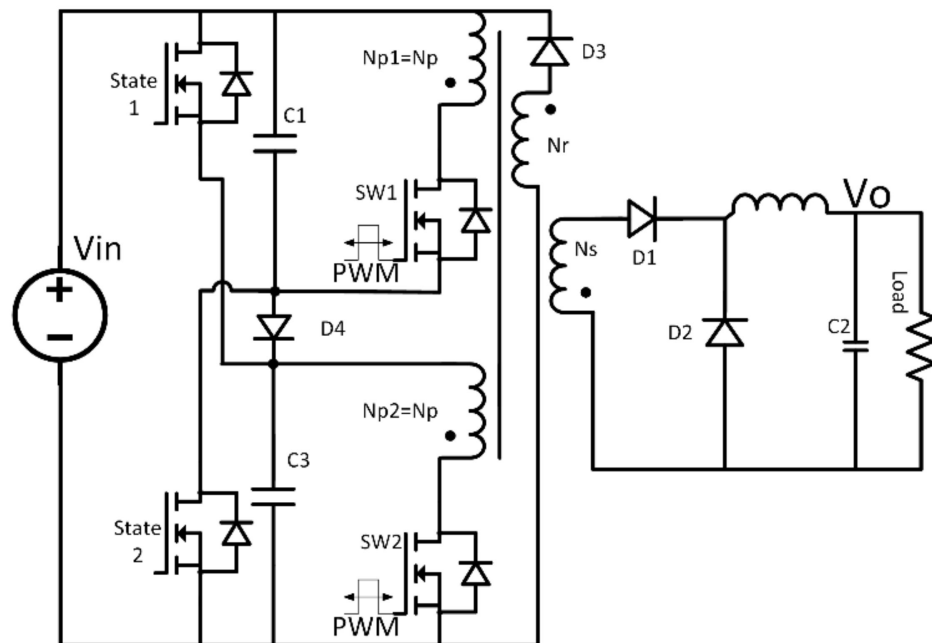 State
1
C1
Np1=Np
D3
Nr
SW1
PWM
Vin
Vo
Ns
D1
Load
D4
D2
C2
Np2=Np
C3
State
2
SW2
PWM